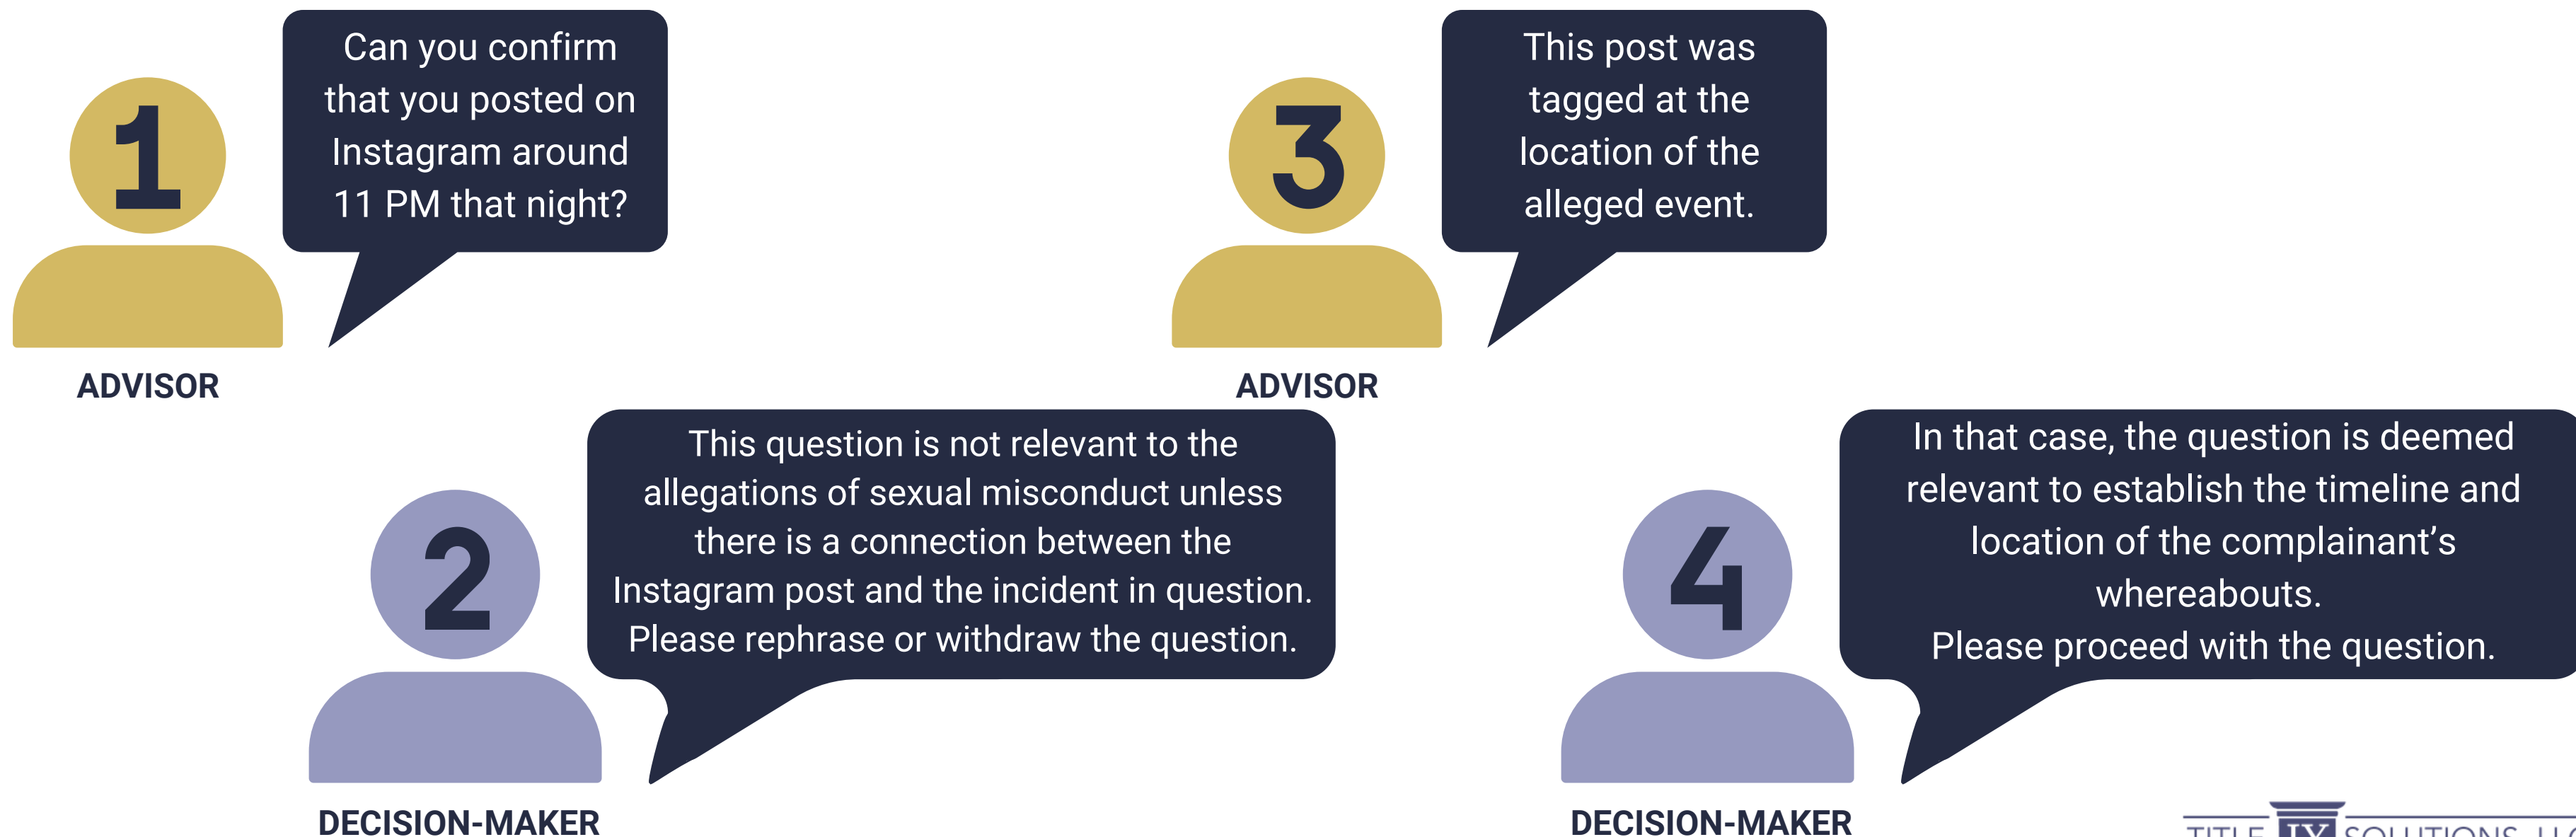 1
Can you confirm
that you posted on
Instagram around
11 PM that night?
ADVISOR
2
This question is not relevant to the
allegations of sexual misconduct unless
there is a connection between the
Instagram post and the incident in question.
Please rephrase or withdraw the question.
DECISION-MAKER
3
This post was
tagged at the
location of the
alleged event.
ADVISOR
4
In that case, the question is deemed
relevant to establish the timeline and
location of the complainant’s
whereabouts.
Please proceed with the question.
DECISION-MAKER
TITLE IX SOLUTIONS